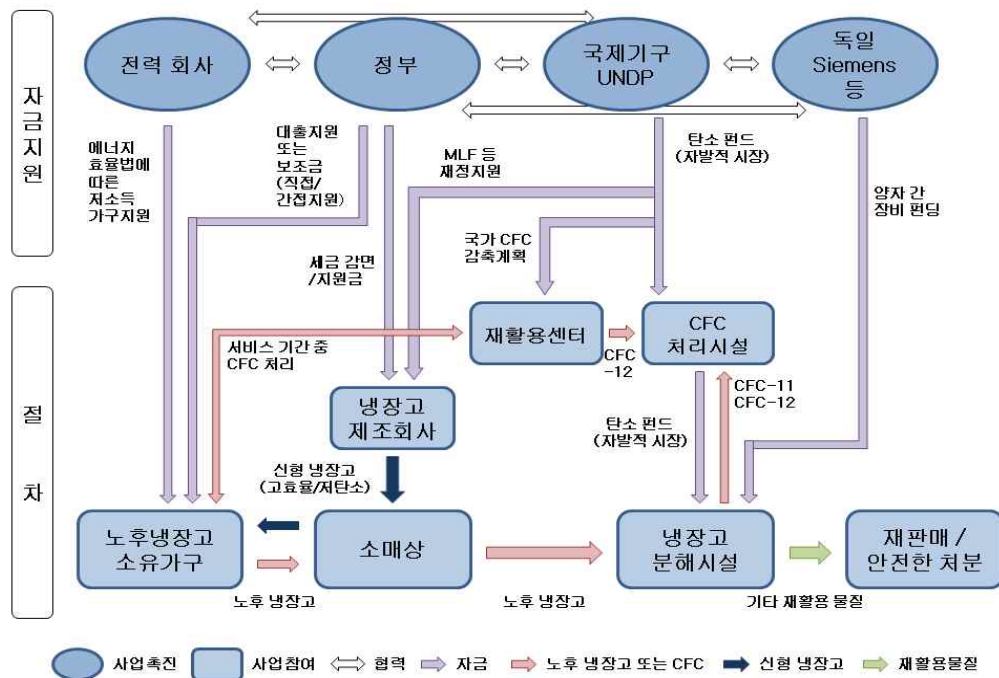 자금지원
전력 회사
정부
국제기구
UNDP
독일
Siemens
등
에너지
효율법에
따른
저소득
가구지원
대출지원
또는
보조금
(직접/
간접지원)
MLF 등
재정지원
탄소 펀드
(자발적 시장)
양자 간
장비 펀딩
국가 CFC
감축계획
세금 감면
/지원금
절차
서비스 기간 중
CFC 처리
재활용센터
CFC
-12
CFC
처리시설
냉장고
제조회사
CFC-11
CFC-12
탄소 펀드
(자발적 시장)
신형 냉장고
(고효율/저탄소)
노후냉장고
소유가구
소매상
냉장고
분해시설
재판매 /
안전한 처분
노후 냉장고
노후 냉장고
기타 재활용 물질
사업촉진
사업참여
협력
자금
노후 냉장고 또는 CFC
신형 냉장고
재활용물질